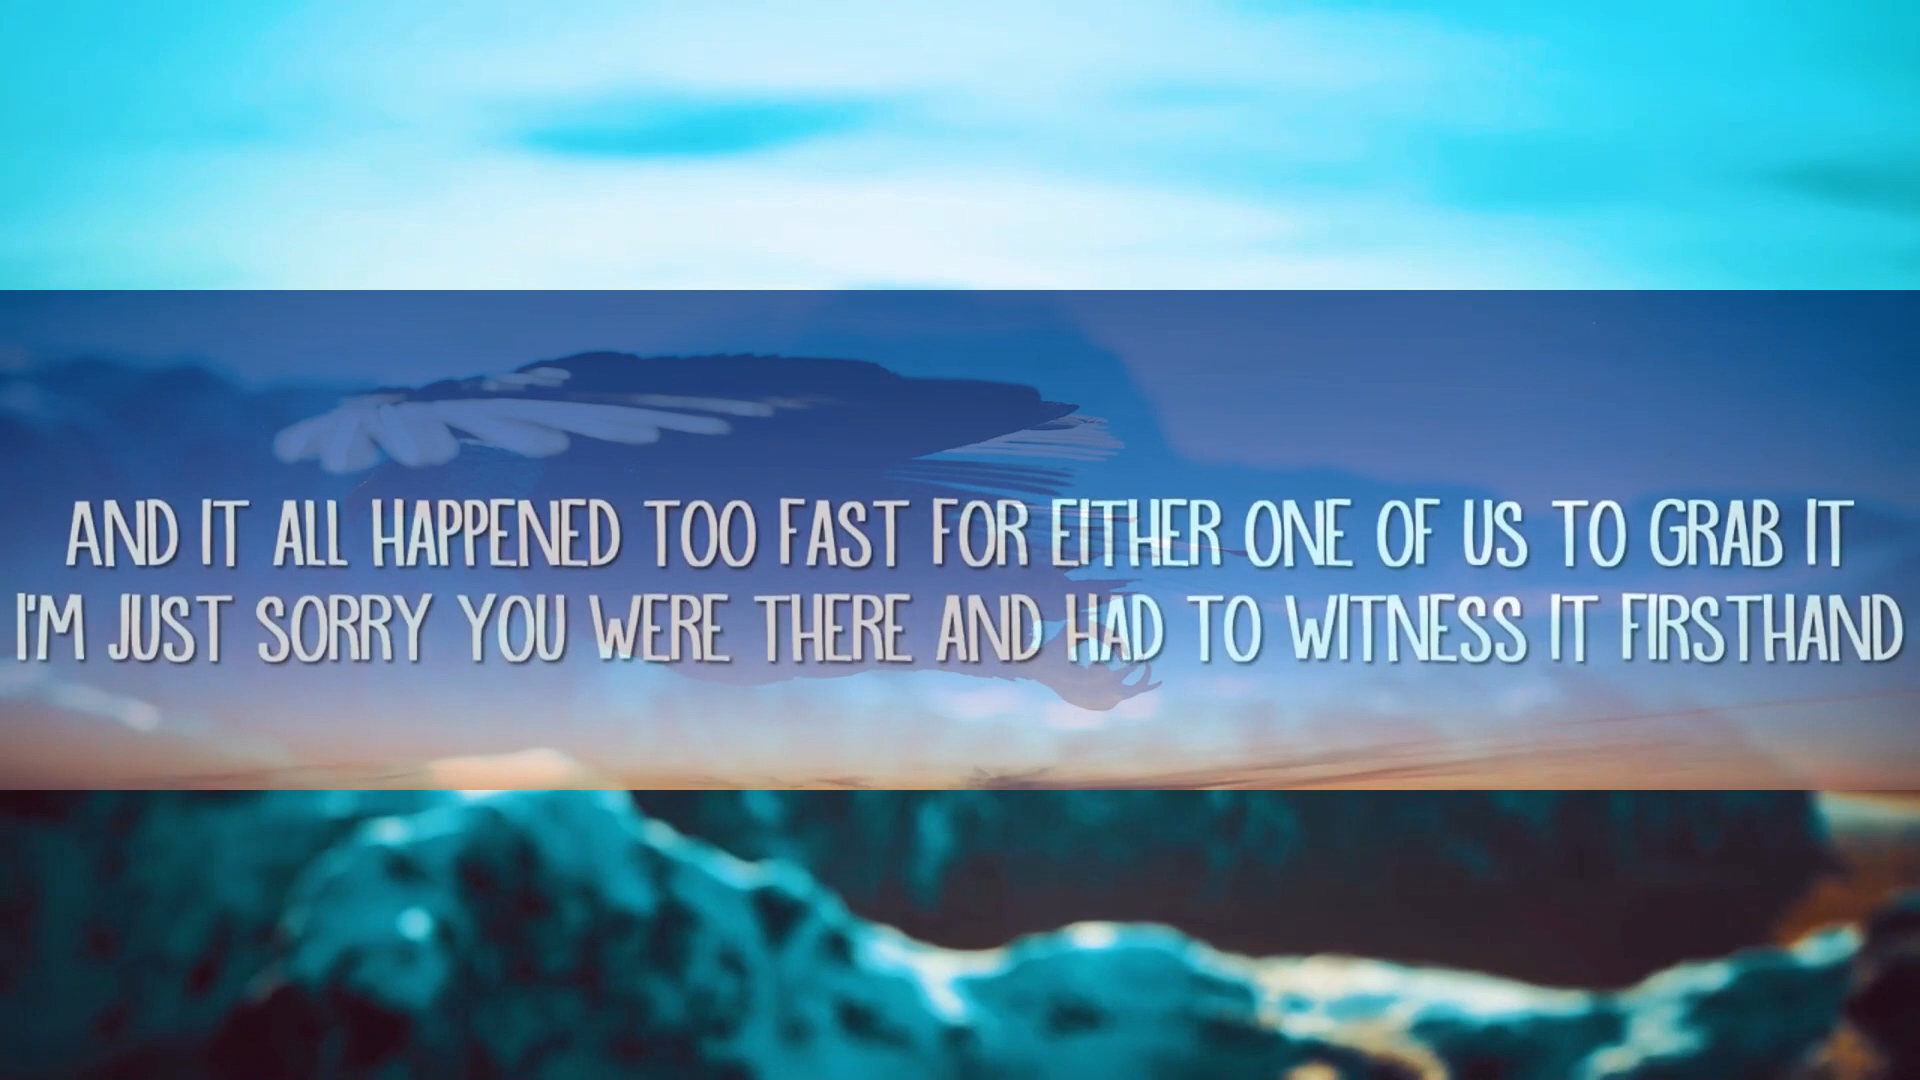 AND IT ALL HAPPENED TOO FAST FOR EITHER ONE OF US TO GRAB IT
I'M JUST SORRY YOU WERE THERE AND HAD TO WITNESS IT FIRSTHAND